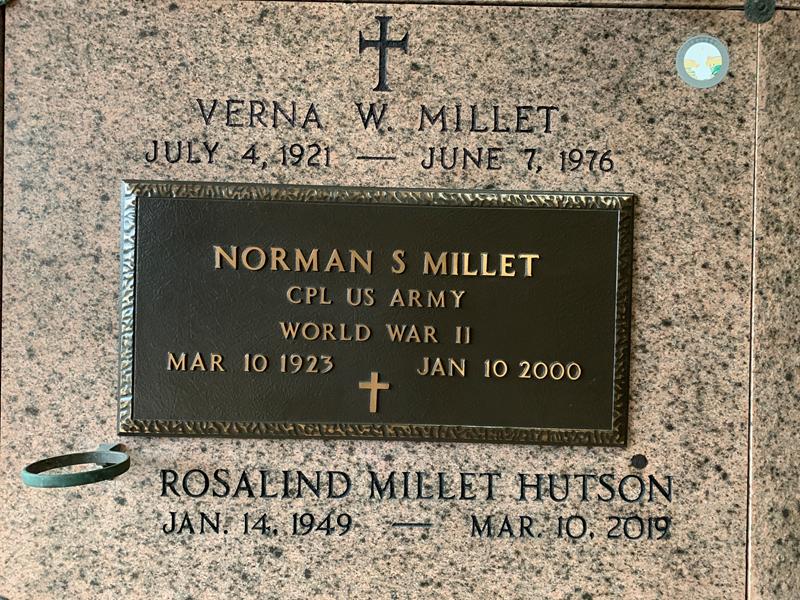 VERNA W. MILLET
JULY 4, 1921 — JUNE 7, 1976
NORMAN S MILLET
CPL US ARMY
WORLD WAR II
MAR 10 1923 JAN 10 2000
ROSALIND MILLET HUTSON
JAN. 14, 1949 — MAR. 10, 2019